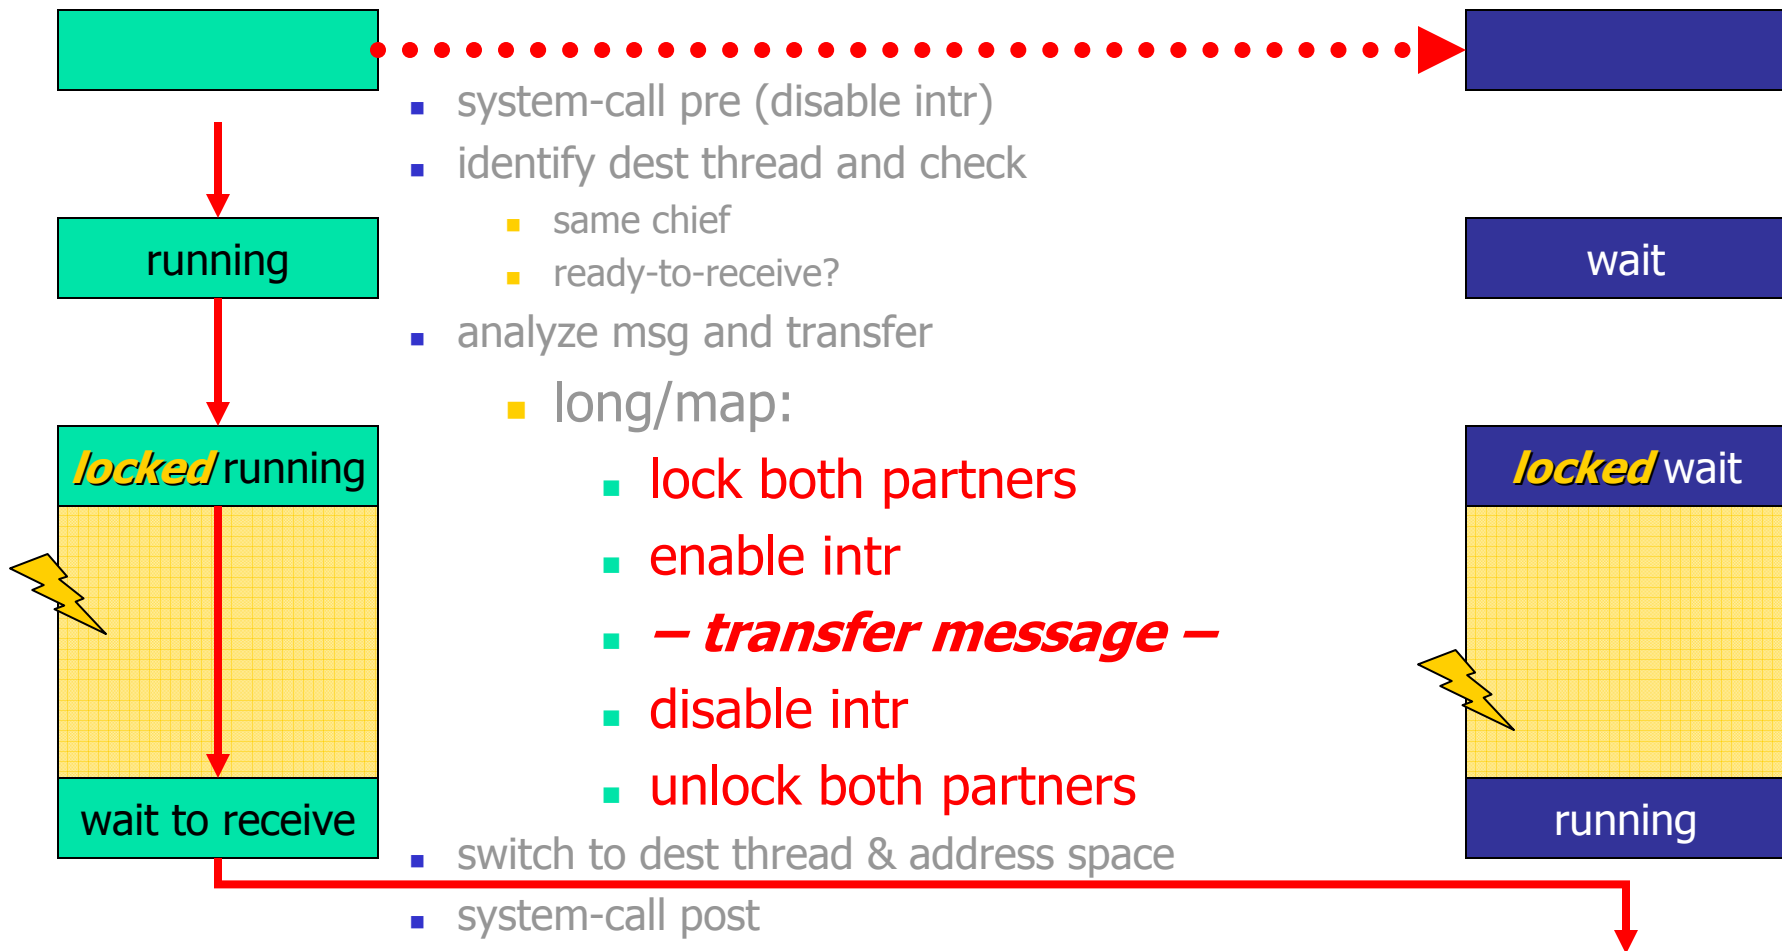 system-call pre (disable intr)
identify dest thread and check
same chief
ready-to-receive?
running
wait
analyze msg and transfer
long/map:
locked running
locked wait
lock both partners
enable intr
– transfer message –
disable intr
unlock both partners
wait to receive
running
switch to dest thread & address space
system-call post